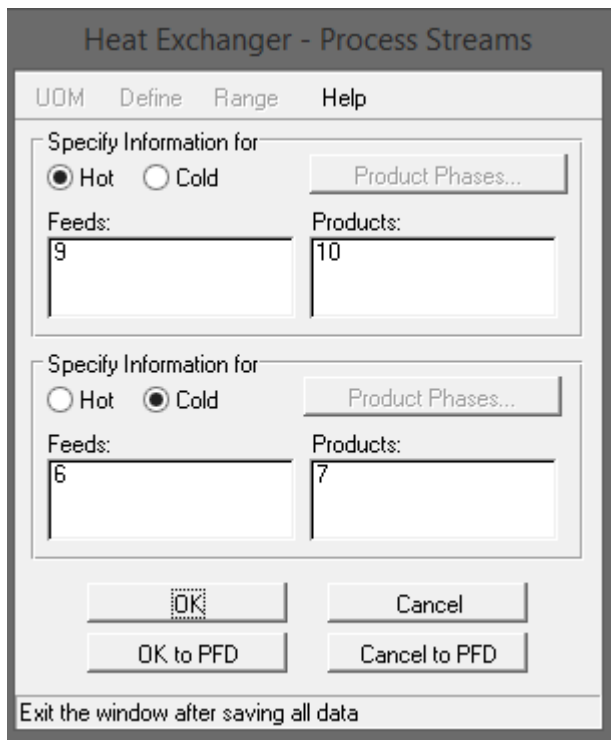 Heat Exchanger - Process Streams
UOM Define Range Help
Specify Information for
Hot Cold Product Phases...
Feeds: Products:
9 10
Specify Information for
Hot Cold Product Phases...
Feeds: Products:
6 7
OK Cancel
OK to PFD Cancel to PFD
Exit the window after saving all data